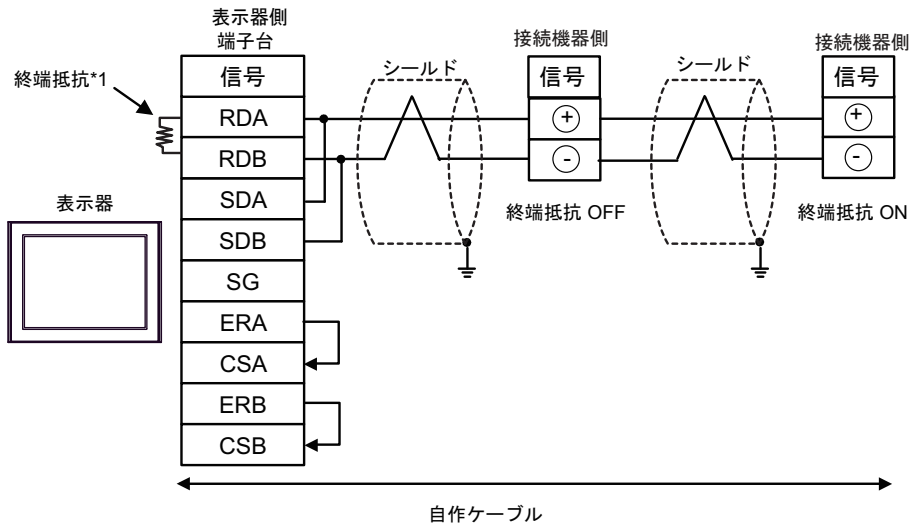 表示器側
端子台
接続機器側
接続機器側
終端抵抗*1
信号
シールド
信号
シールド
信号
RDA
+
+
RDB
-
-
SDA
表示器
終端抵抗 OFF
終端抵抗 ON
SDB
SG
ERA
CSA
ERB
CSB
自作ケーブル